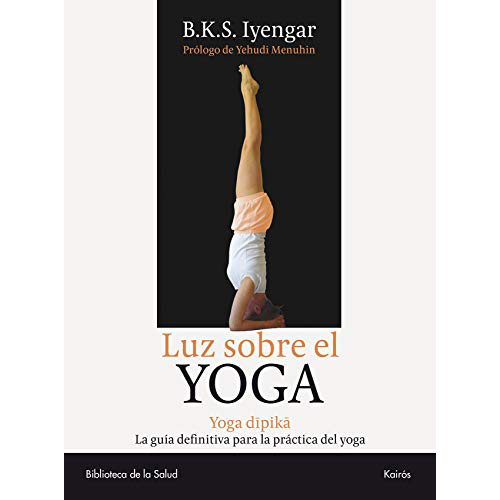 B.K.S. Iyengar
Prólogo de Yehudi Menuhin
Luz sobre el
YOGA
Yoga dīpikā
La guía definitiva para la práctica del yoga
Biblioteca de la Salud
Kairós